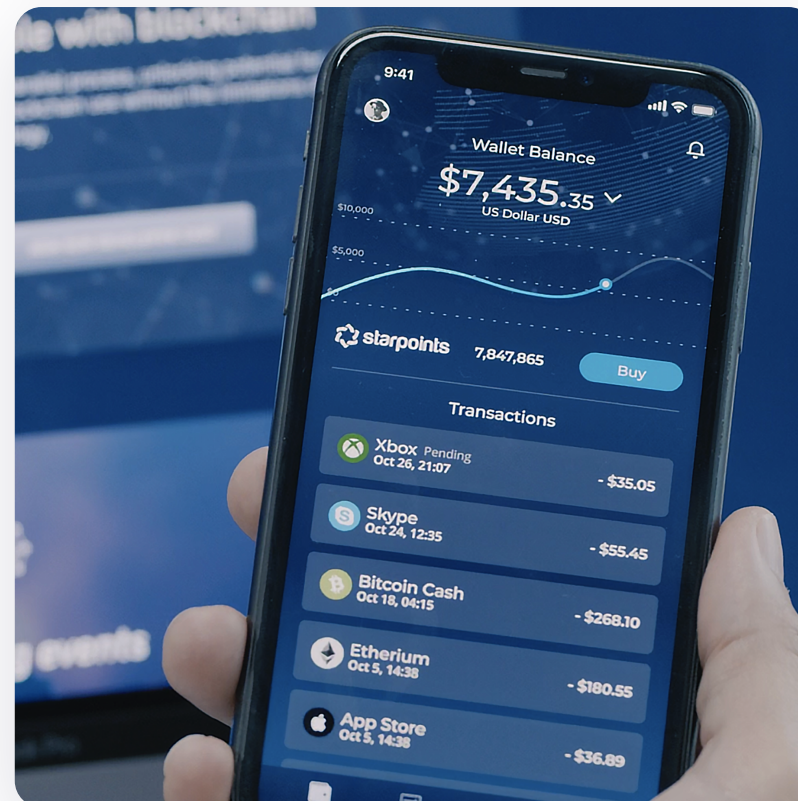 le with blockchain
9:41
Wallet Balance
$7,435.35
US Dollar USD
$10,000
$5,000
$0
starpoints 7,847,865 Buy
Transactions
Xbox Pending
Oct 26, 21:07
- $35.05
Skype
Oct 24, 12:35
- $55.45
Bitcoin Cash
Oct 18, 04:15
- $268.10
Etherium
Oct 5, 14:38
- $180.55
App Store
Oct 5, 14:38
- $36.89
g events